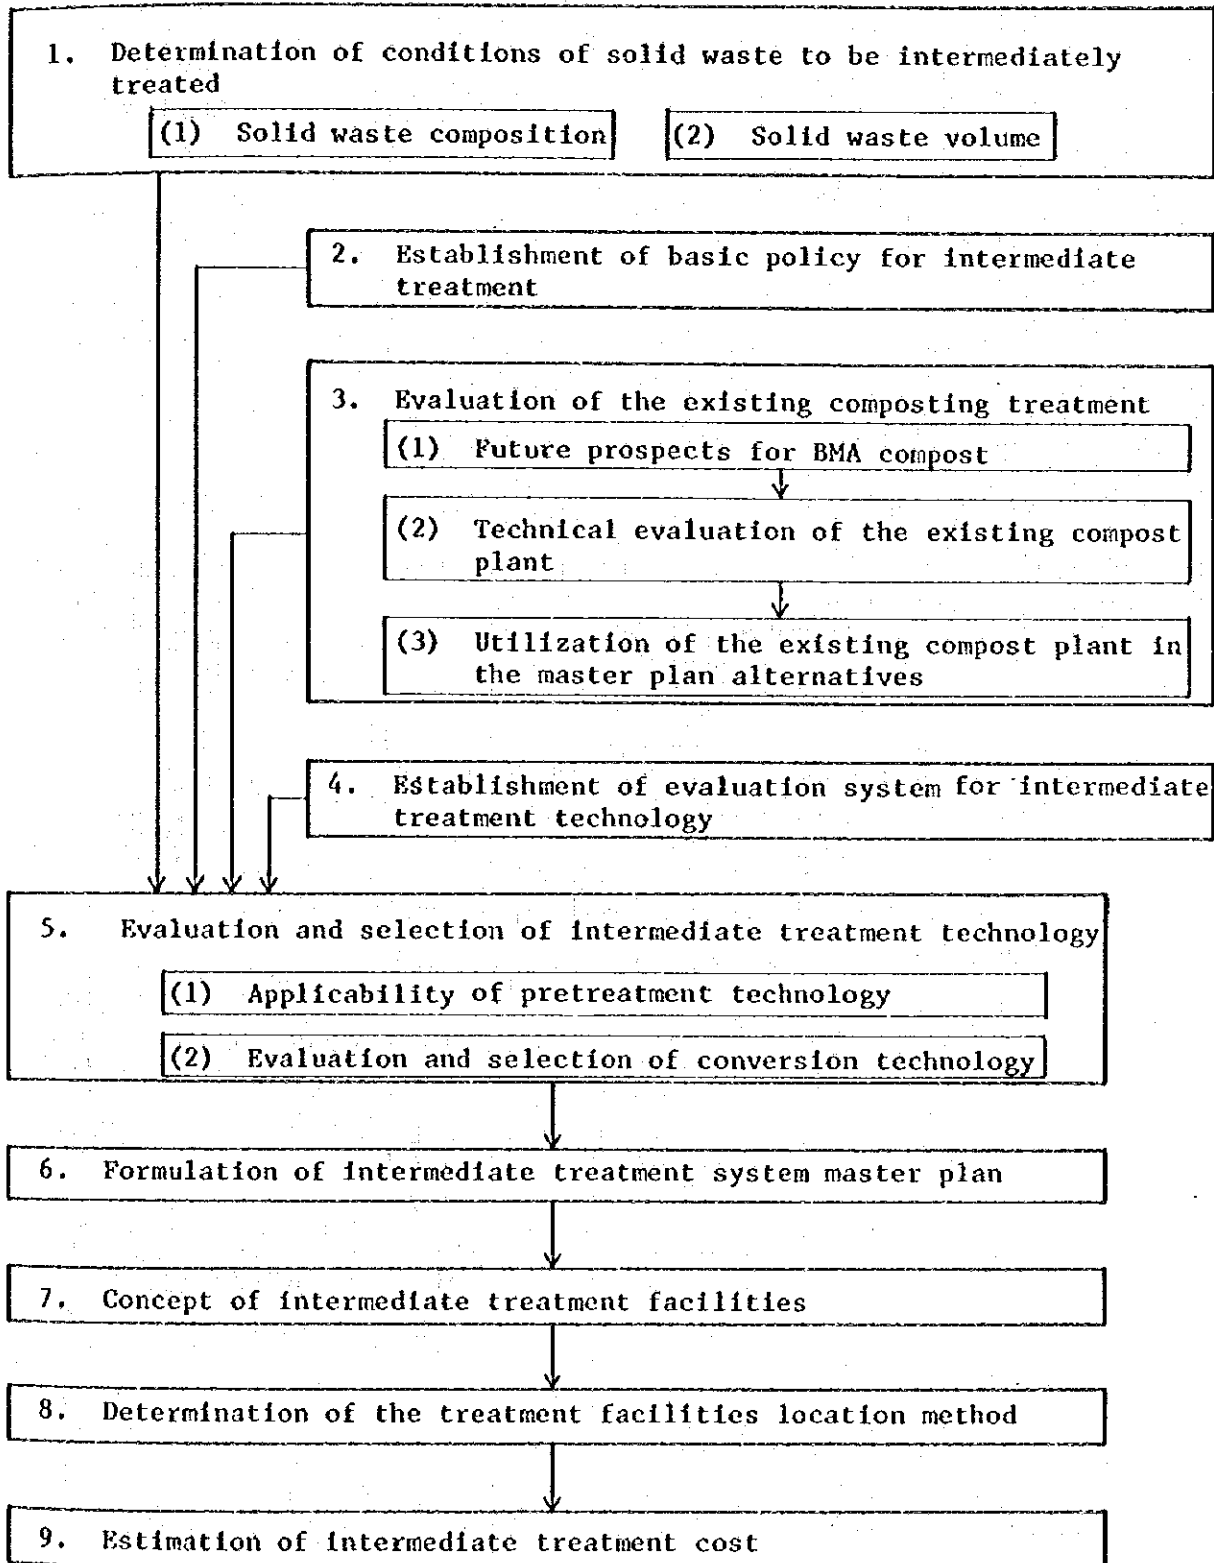 1. Determination of conditions of solid waste to be intermediately
treated
(1) Solid waste composition (2) Solid waste volume
2. Establishment of basic policy for intermediate
treatment
3. Evaluation of the existing composting treatment
(1) Future prospects for BMA compost
(2) Technical evaluation of the existing compost
plant
(3) Utilization of the existing compost plant in
the master plan alternatives
4. Establishment of evaluation system for intermediate
treatment technology
5. Evaluation and selection of intermediate treatment technology
(1) Applicability of pretreatment technology
(2) Evaluation and selection of conversion technology
6. Formulation of intermediate treatment system master plan
7. Concept of intermediate treatment facilities
8. Determination of the treatment facilities location method
9. Estimation of intermediate treatment cost